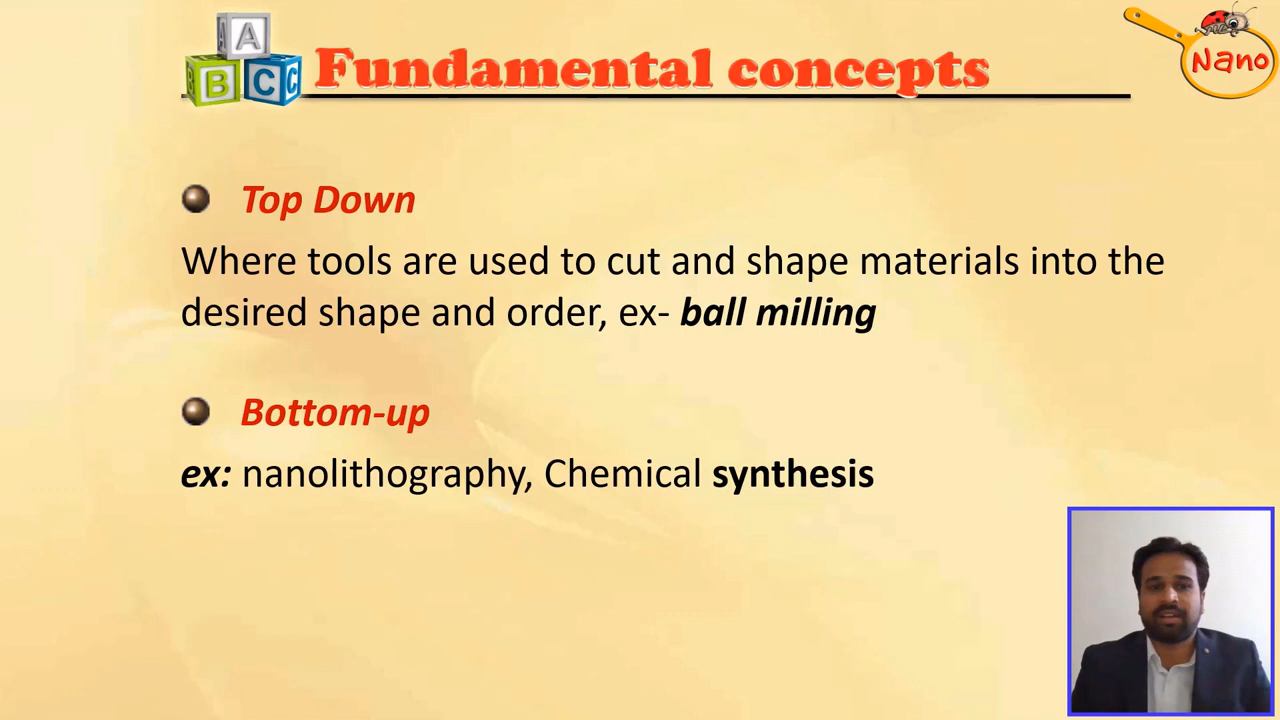 A
B C C
Fundamental concepts
Nano
Top Down
Where tools are used to cut and shape materials into the
desired shape and order, ex- ball milling
Bottom-up
ex: nanolithography, Chemical synthesis